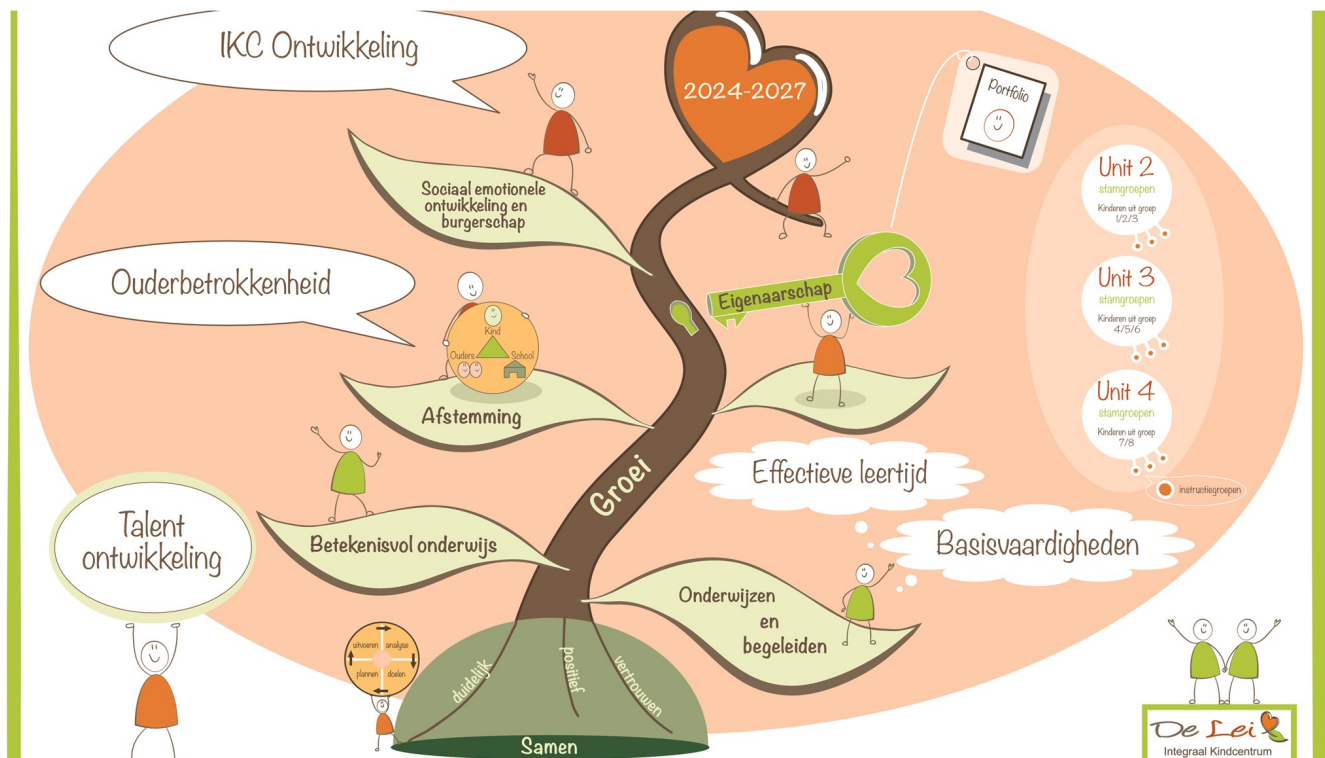 IKC Ontwikkeling
2024-2027
Portfolio
Sociaal emotionele
ontwikkeling en
burgerschap
Unit 2
stamgroepen
Kinderen uit groep
1/2/3
Ouderbetrokkenheid
Kind
Ouders
School
Eigenaarschap
Unit 3
stamgroepen
Kinderen uit groep
4/5/6
Afstemming
Unit 4
stamgroepen
Kinderen uit groep
7/8
instructiegroepen
Groei
Effectieve leertijd
Talent
ontwikkeling
Betekenisvol onderwijs
Basisvaardigheden
Onderwijzen
en
begeleiden
uitvoeren
analyse
plannen
doelen
duidelijk
positief
vertrouwen
Samen
De Lei
Integraal Kindcentrum